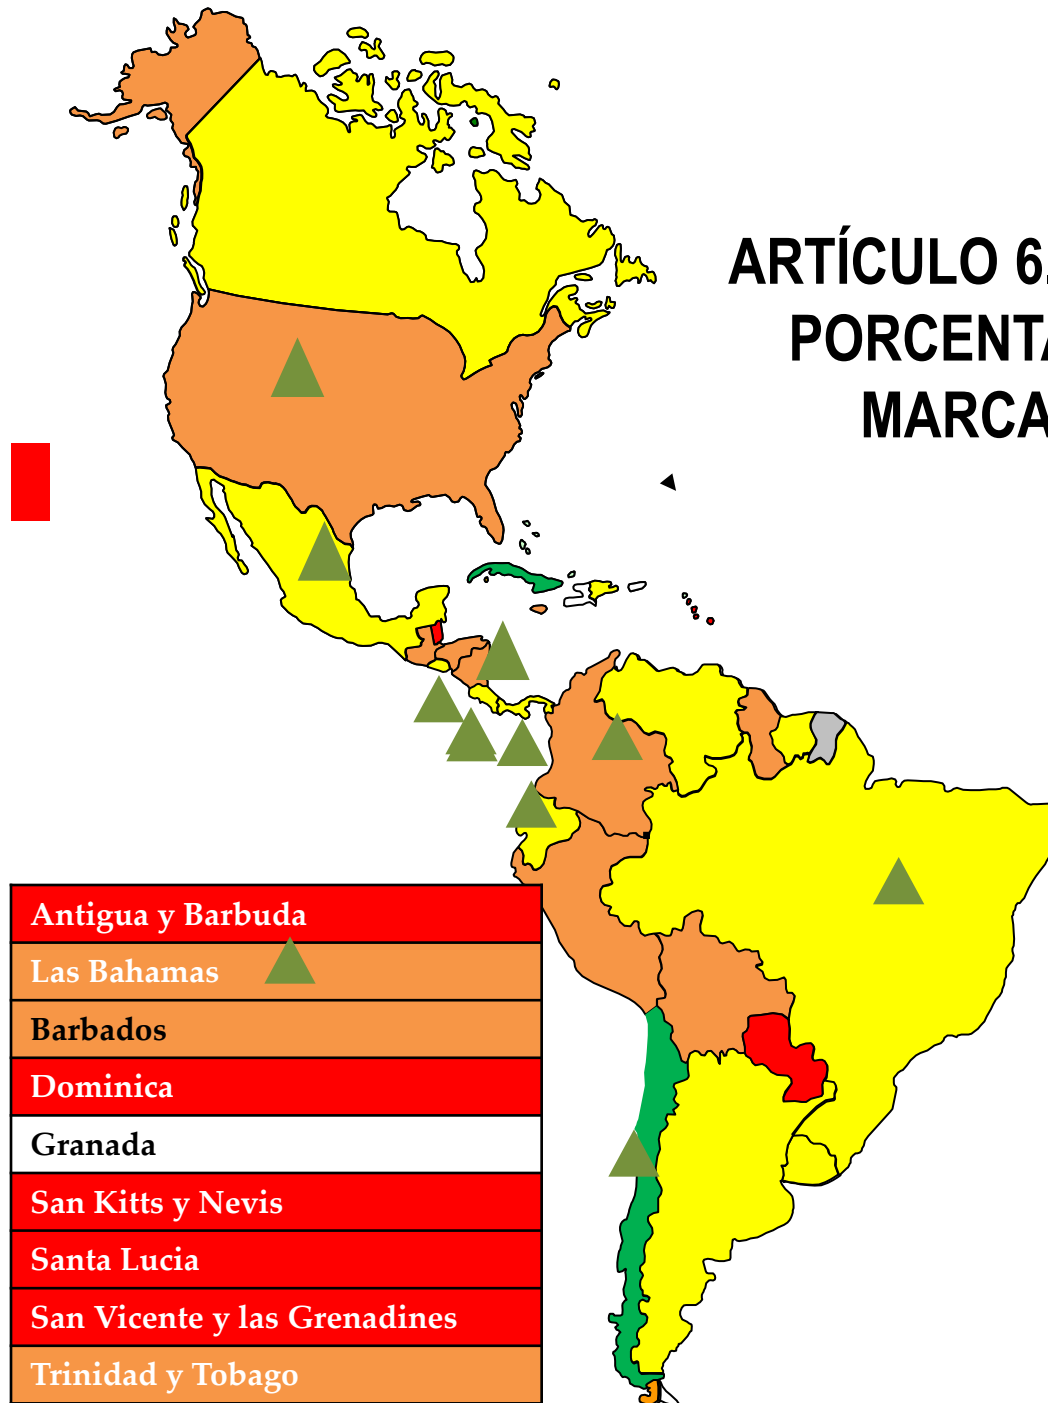 ARTÍCULO 6.
PORCENTA
MARCA
Antigua y Barbuda
Las Bahamas
Barbados
Dominica
Granada
San Kitts y Nevis
Santa Lucia
San Vicente y las Grenadines
Trinidad y Tobago